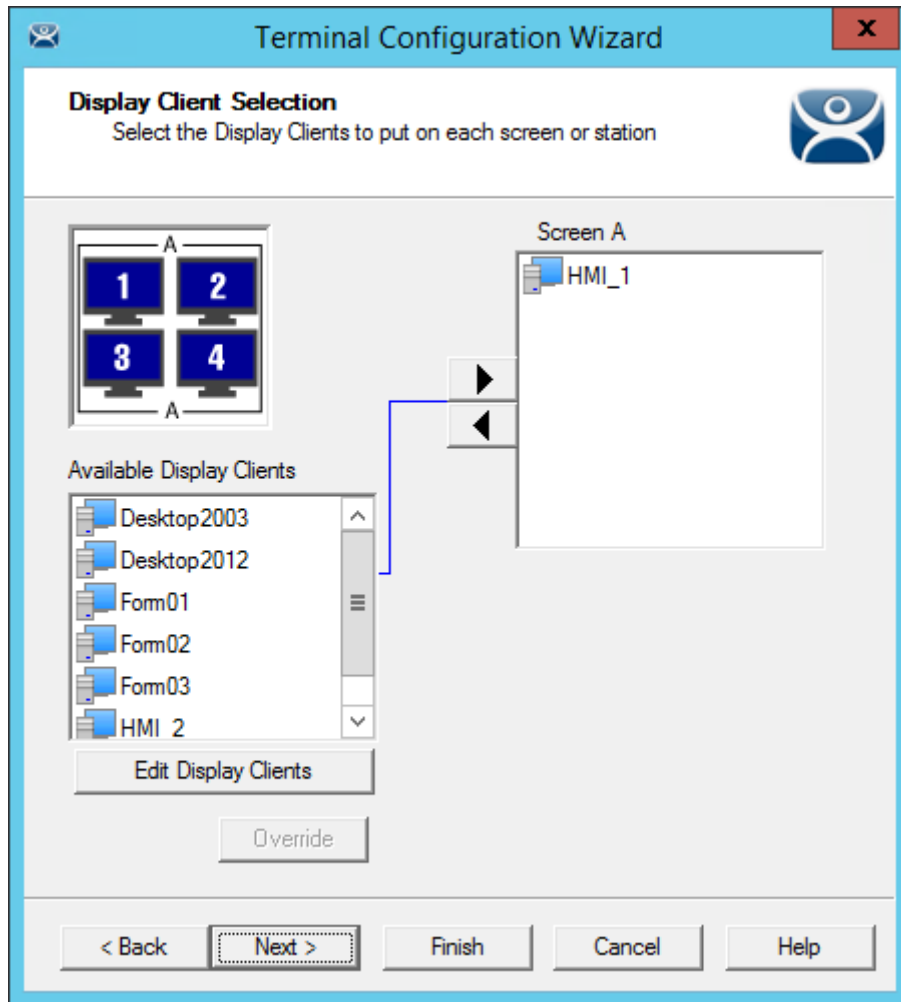 Terminal Configuration Wizard
x
Display Client Selection
Select the Display Clients to put on each screen or station
A
1 2
3 4
A
Screen A
HMI_1
Available Display Clients
Desktop2003
Desktop2012
Form01
Form02
Form03
HMI_2
Edit Display Clients
Override
< Back Next > Finish Cancel Help